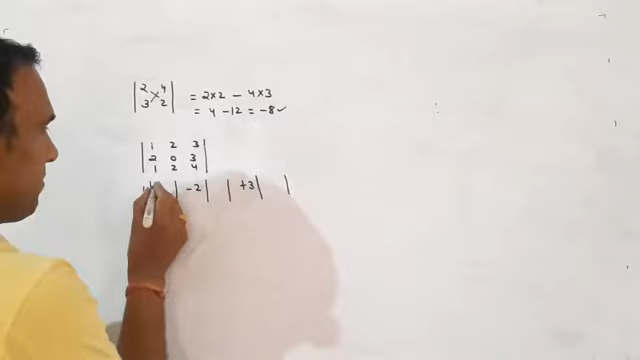 | 2 4 | = 2×2 − 4×3
| 3 2 | = 4 −12 = −8 ✓
| 1 2 3 |
| 2 0 3 |
| 1 2 4 |
| | −2 | | +3 | |